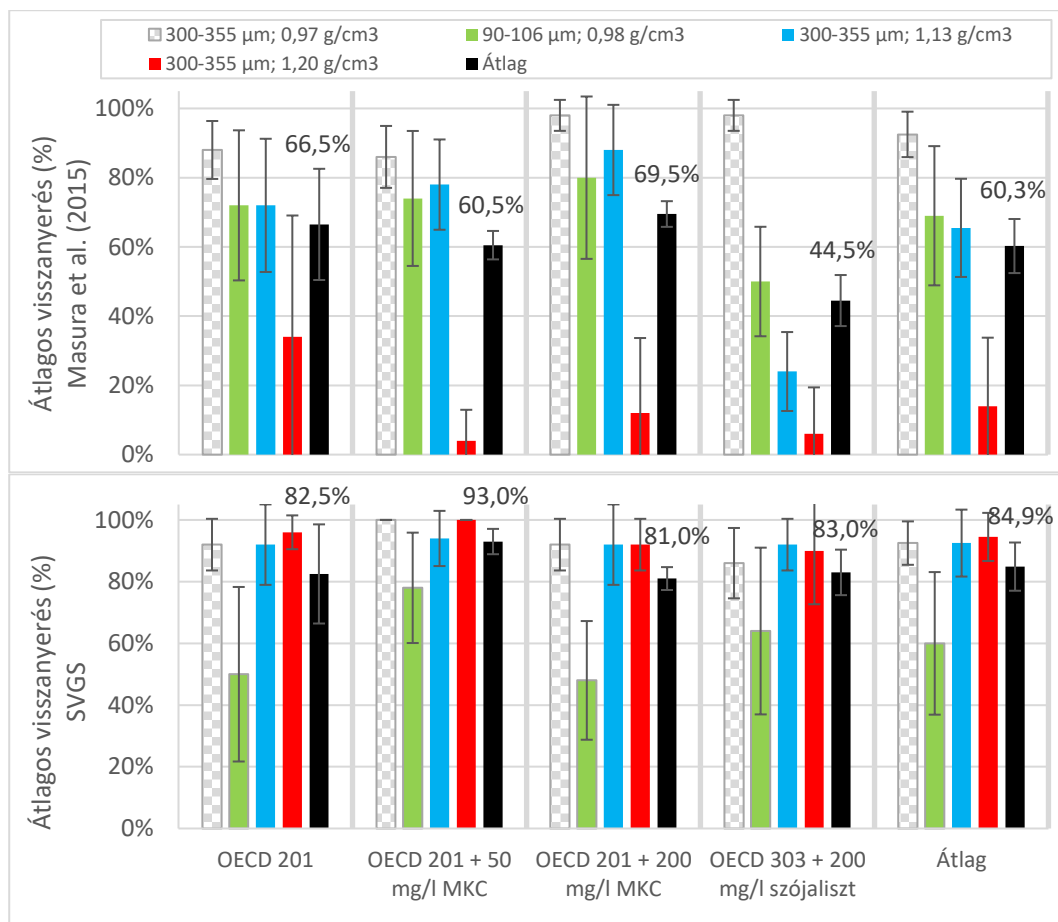 300-355 µm; 0,97 g/cm3
90-106 µm; 0,98 g/cm3
300-355 µm; 1,13 g/cm3
300-355 µm; 1,20 g/cm3
Átlag
Átlagos visszanyerés (%)
Masura et al. (2015)
100%
80%
60%
40%
20%
0%
66,5%
60,5%
69,5%
44,5%
60,3%
Átlagos visszanyerés (%)
SVGS
100%
80%
60%
40%
20%
0%
82,5%
93,0%
81,0%
83,0%
84,9%
OECD 201
OECD 201 + 50
mg/l MKC
OECD 201 + 200
mg/l MKC
OECD 303 + 200
mg/l szójaliszt
Átlag